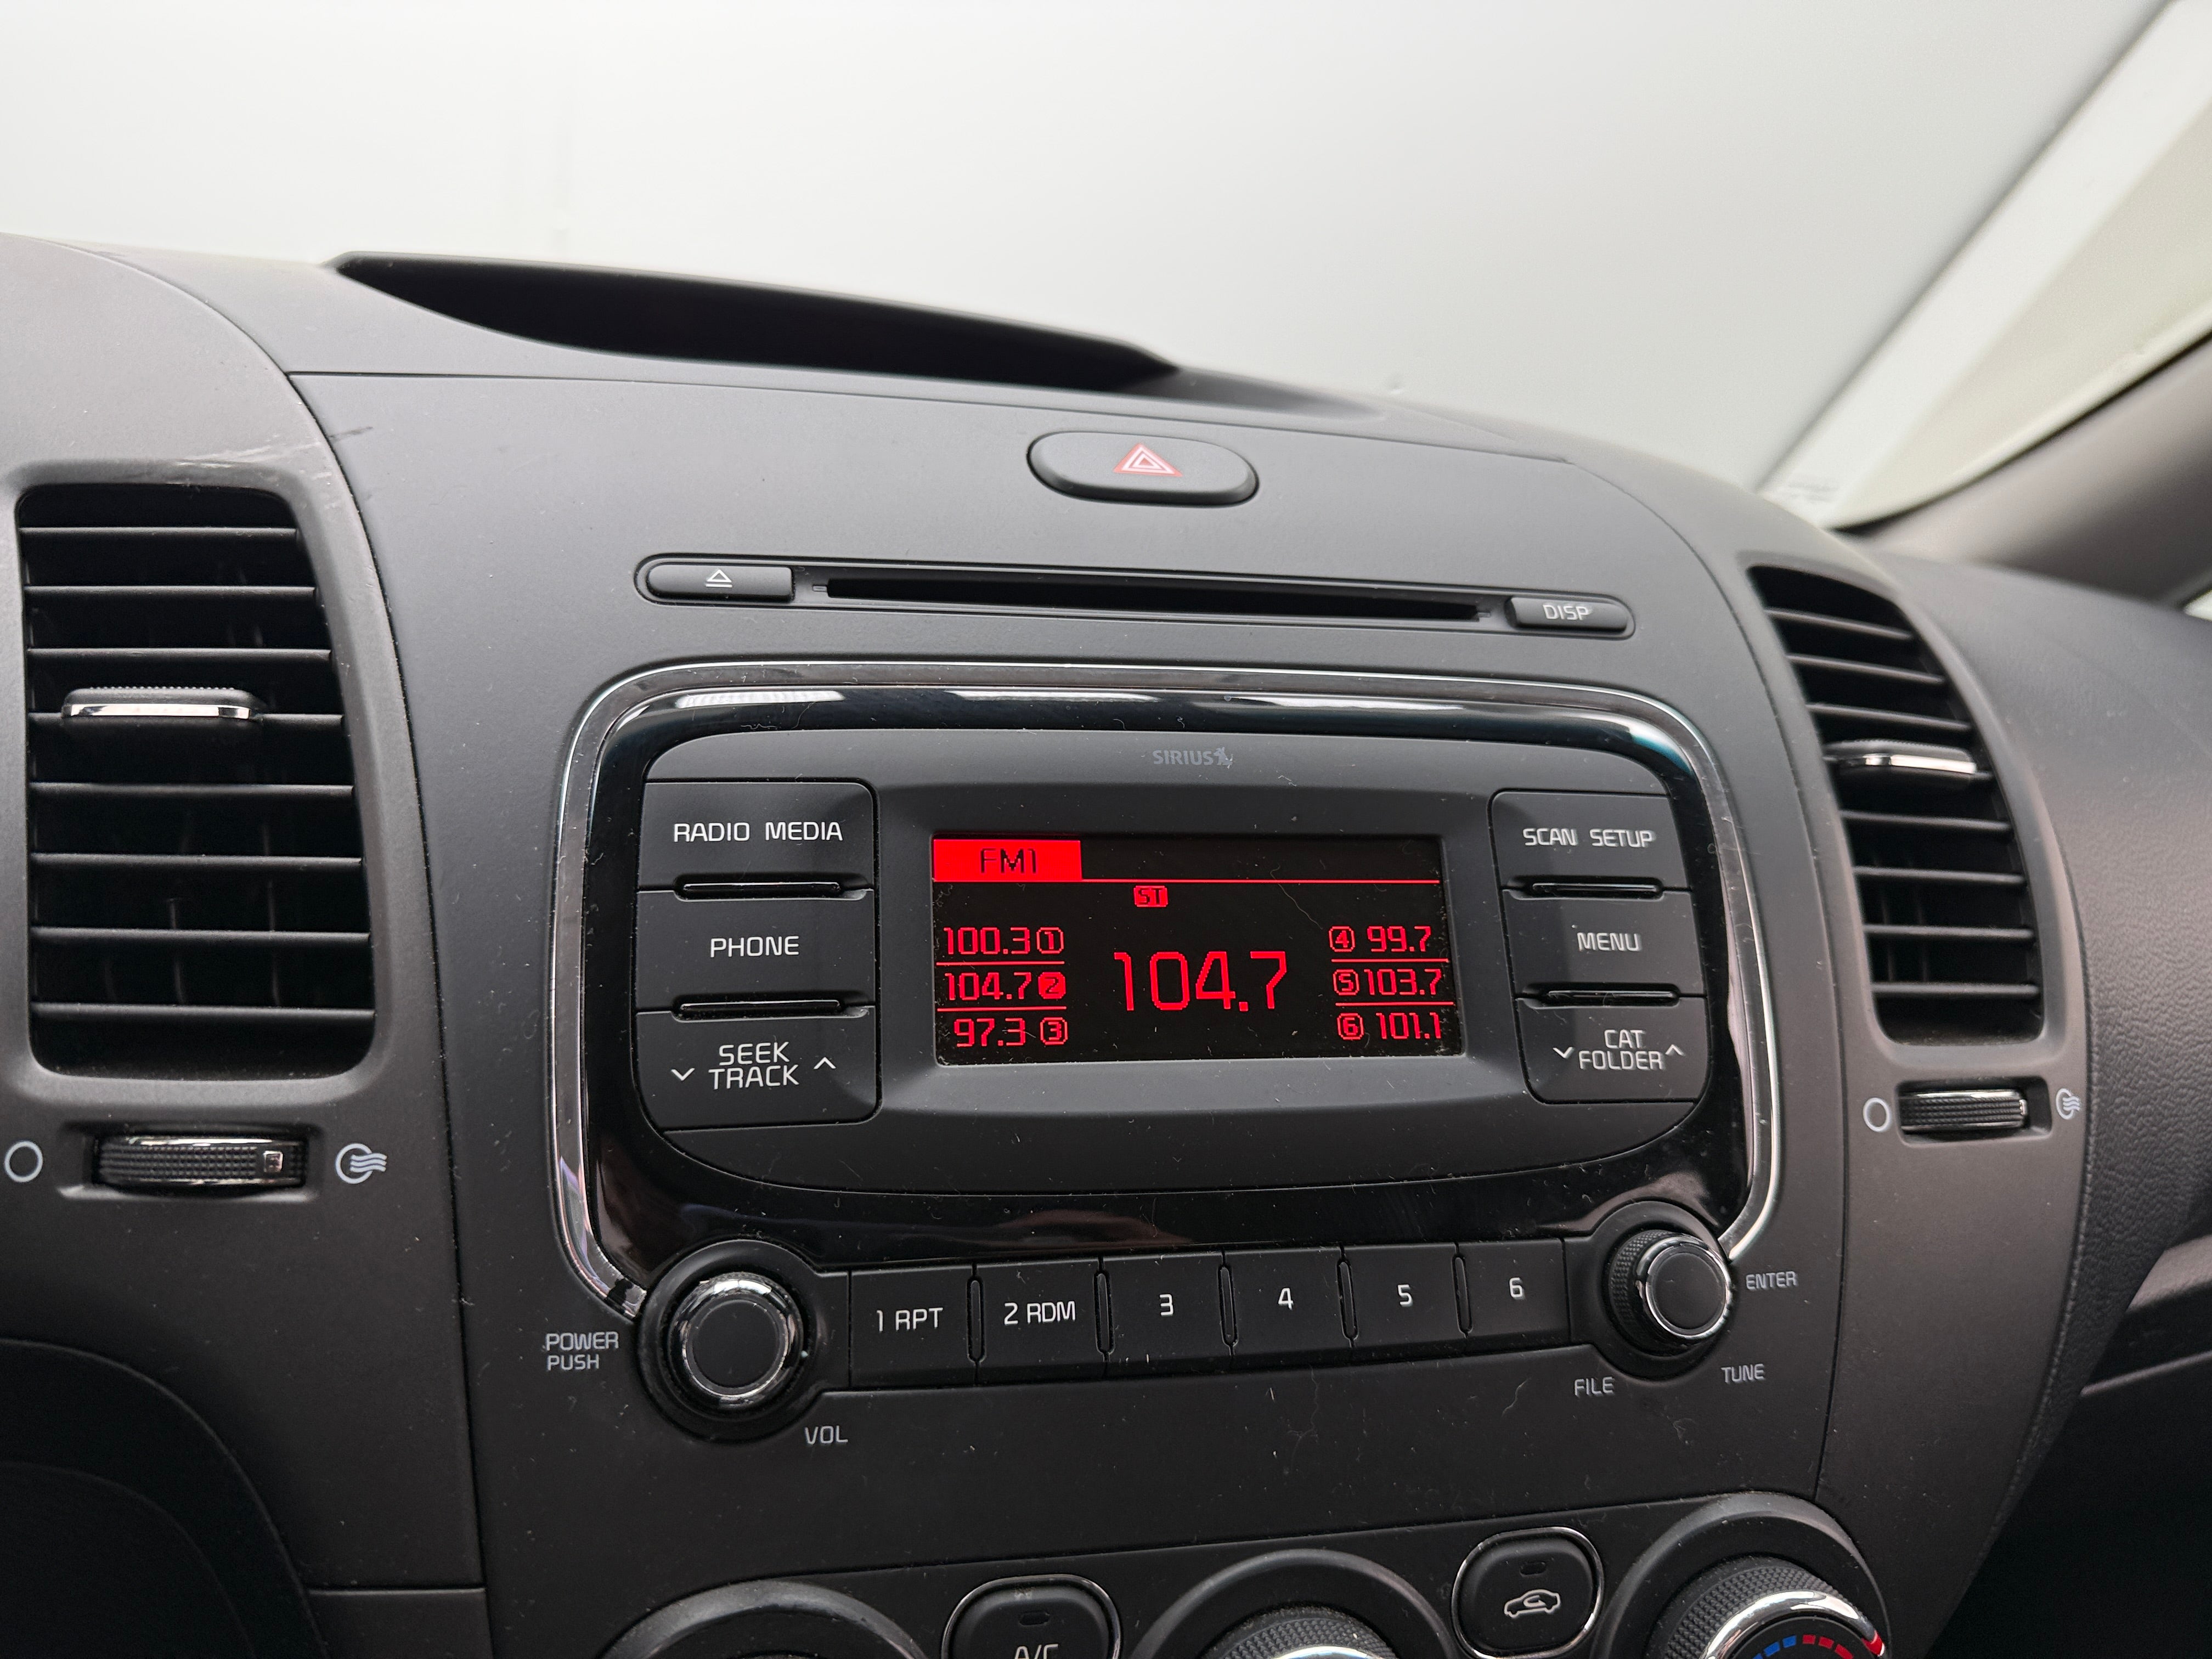 DISP
SIRIUS
RADIO MEDIA
SCAN SETUP
FM1
ST
PHONE
MENU
100.3 1
104.7 2
97.3 3
104.7
4 99.7
5 103.7
6 101.1
SEEK
TRACK
CAT
FOLDER
1 RPT
2 RDM
3
4
5
6
ENTER
POWER
PUSH
VOL
FILE
TUNE
A/C